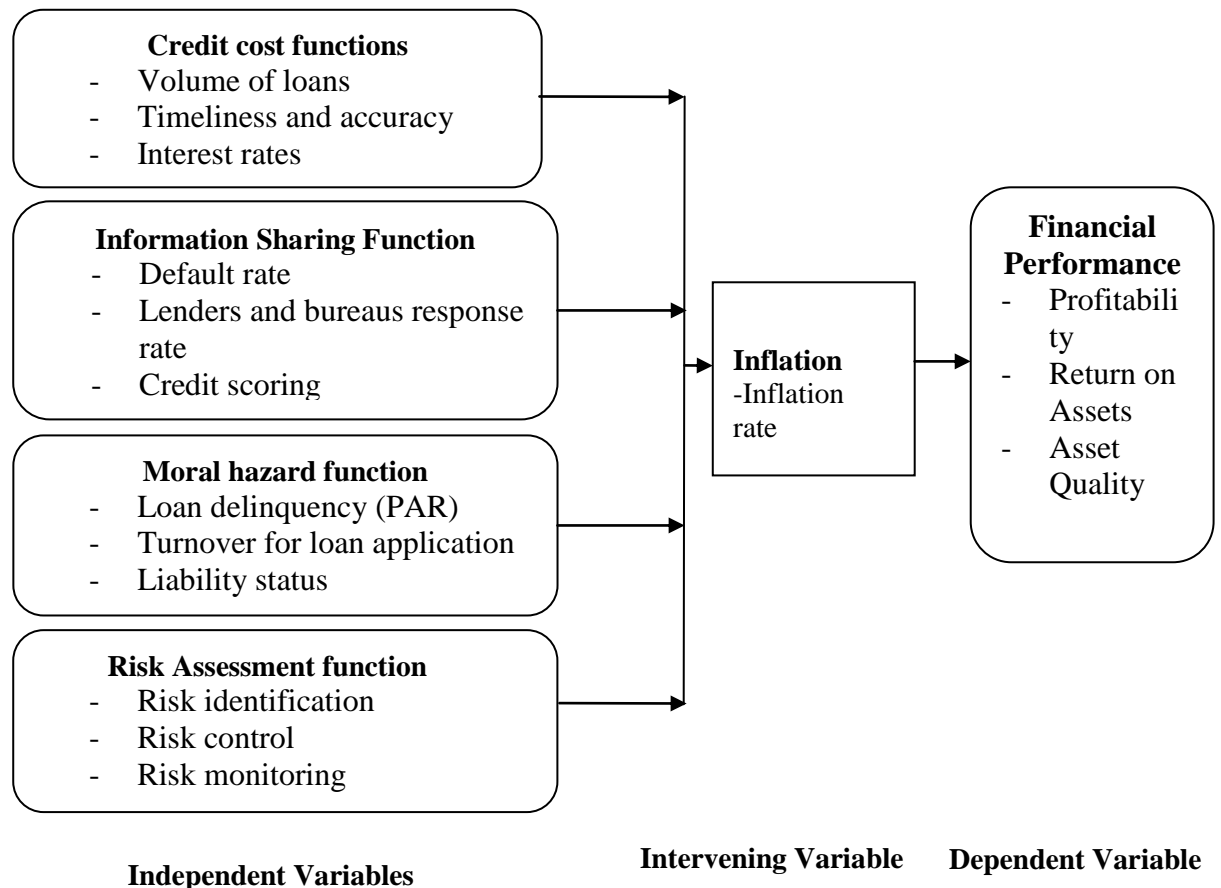 Credit cost functions
- Volume of loans
- Timeliness and accuracy
- Interest rates
Information Sharing Function
- Default rate
- Lenders and bureaus response
rate
- Credit scoring
Moral hazard function
- Loan delinquency (PAR)
- Turnover for loan application
- Liability status
Risk Assessment function
- Risk identification
- Risk control
- Risk monitoring
Inflation
-Inflation
rate
Financial
Performance
- Profitabili
ty
- Return on
Assets
- Asset
Quality
Independent Variables
Intervening Variable
Dependent Variable